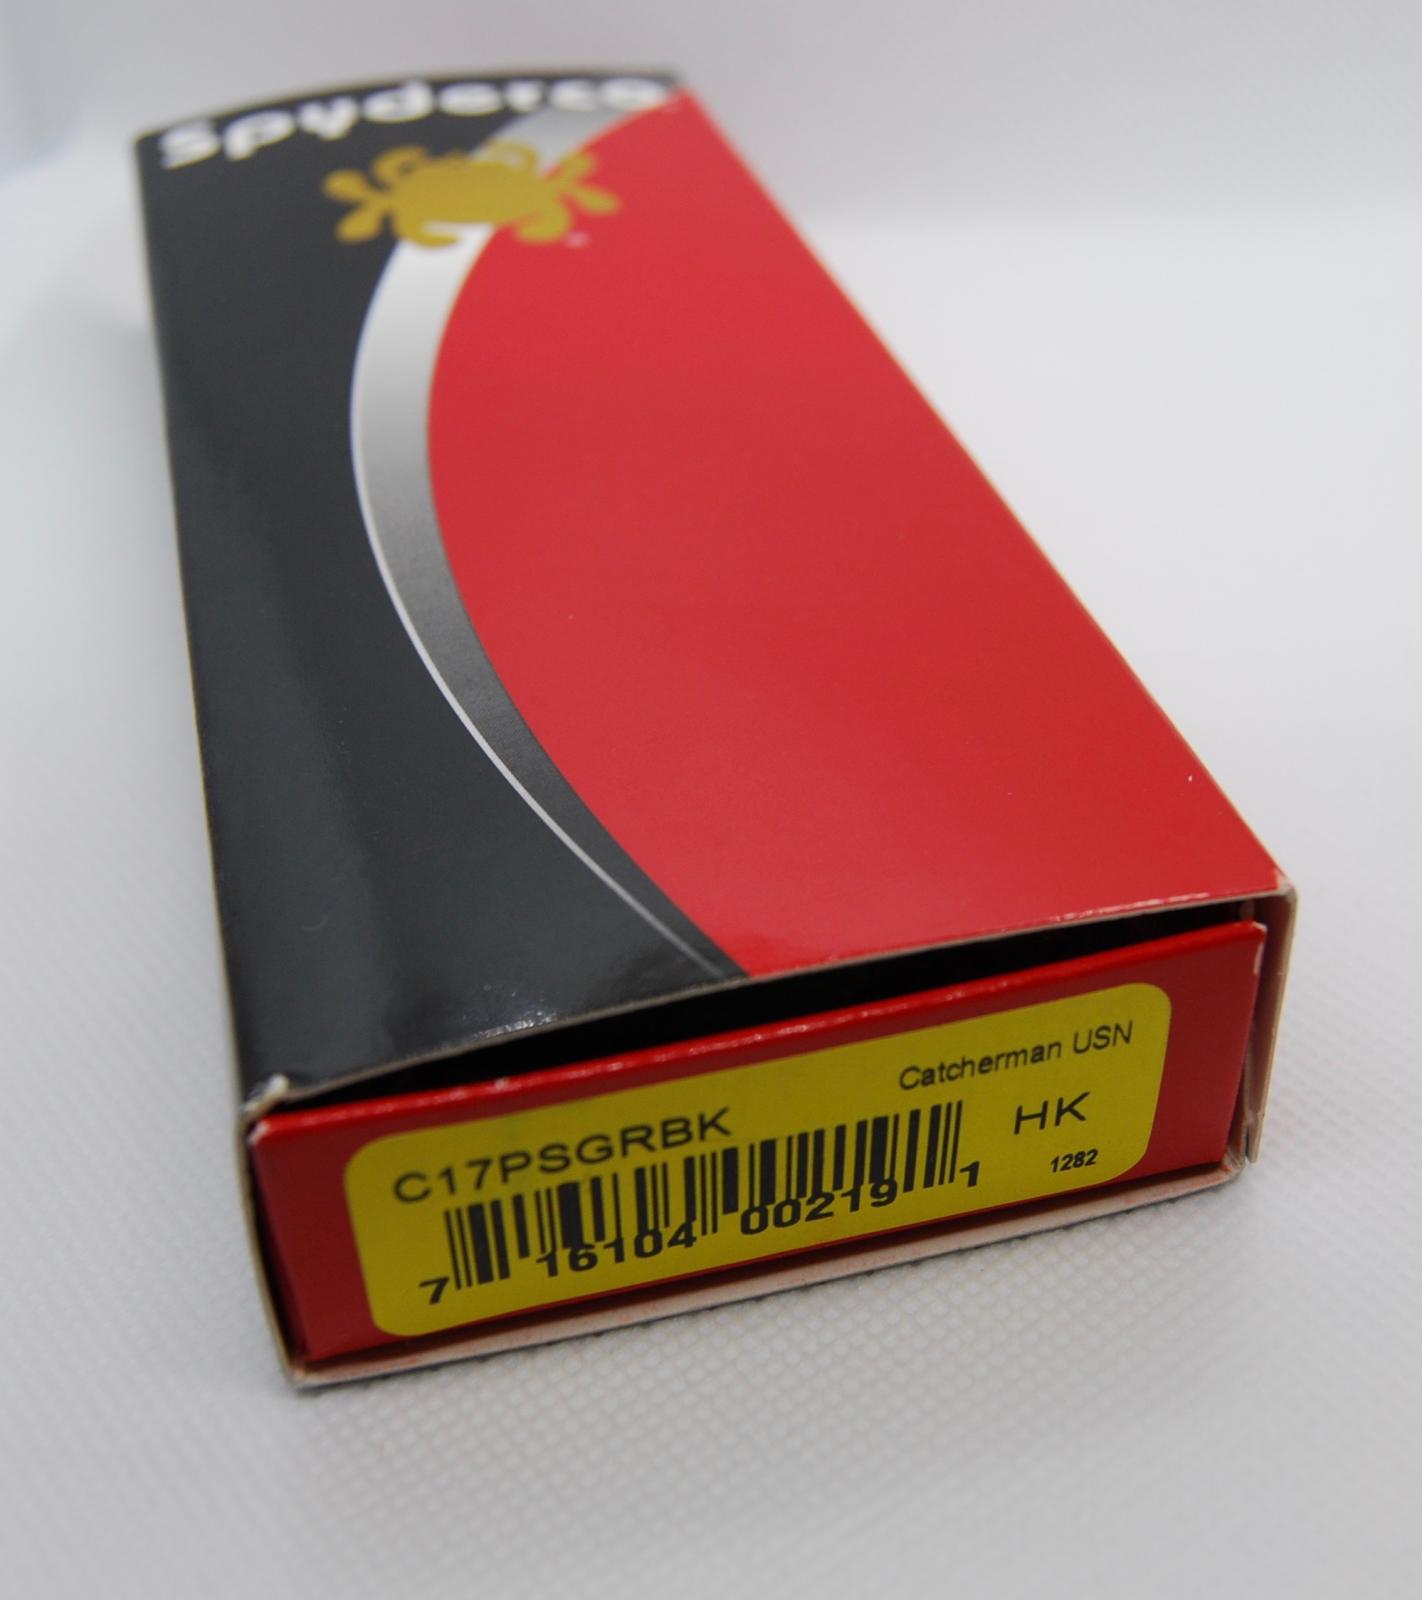 Spyderco
Catcherman USN
C17PSGRBK
HK
1282
7 16104 00219 1